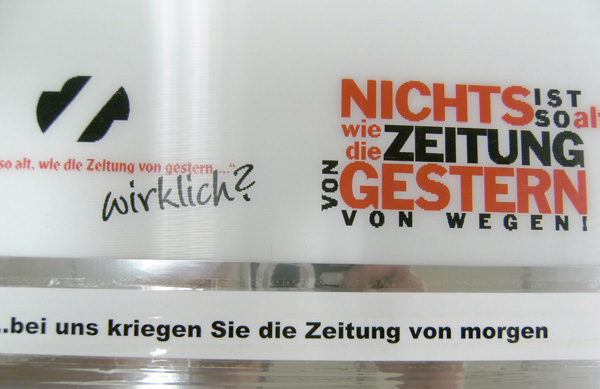 so alt, wie die Zeitung von gestern...“
wirklich?
NICHTS IST
SO alt
wie
die ZEITUNG
VON GESTERN
VON WEGEN!
..bei uns kriegen Sie die Zeitung von morgen